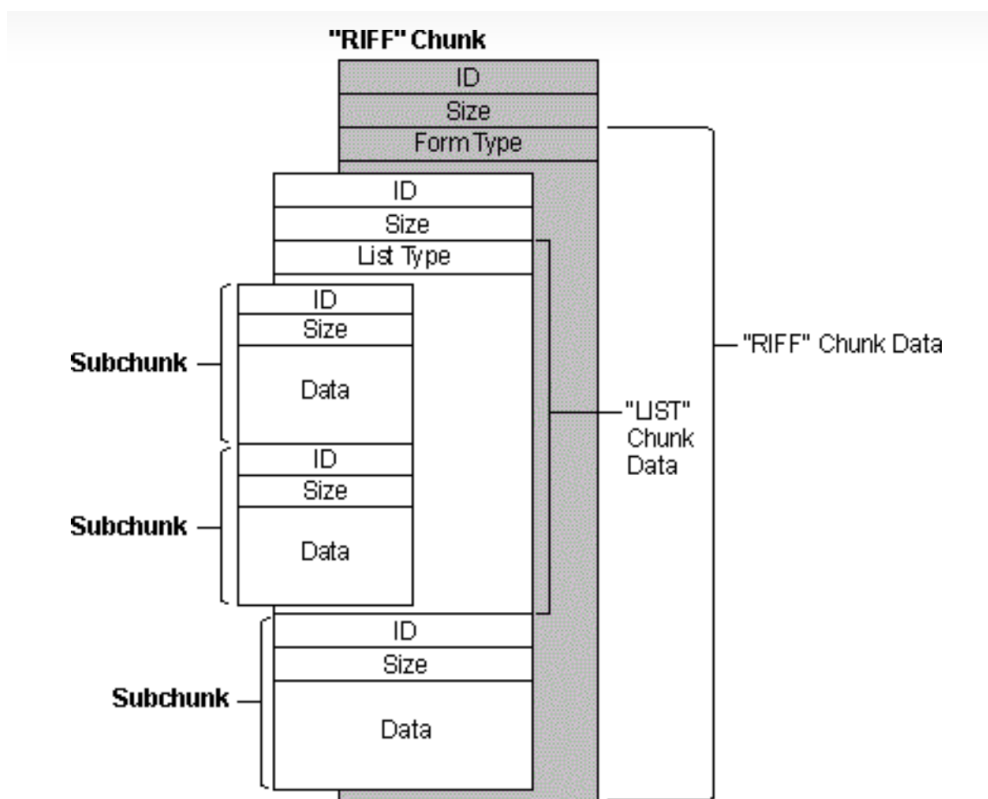 "RIFF" Chunk
ID
Size
Form Type
ID
Size
List Type
ID
Size
Data
Subchunk
"RIFF" Chunk Data
"LIST"
Chunk
Data
ID
Size
Data
Subchunk
ID
Size
Data
Subchunk